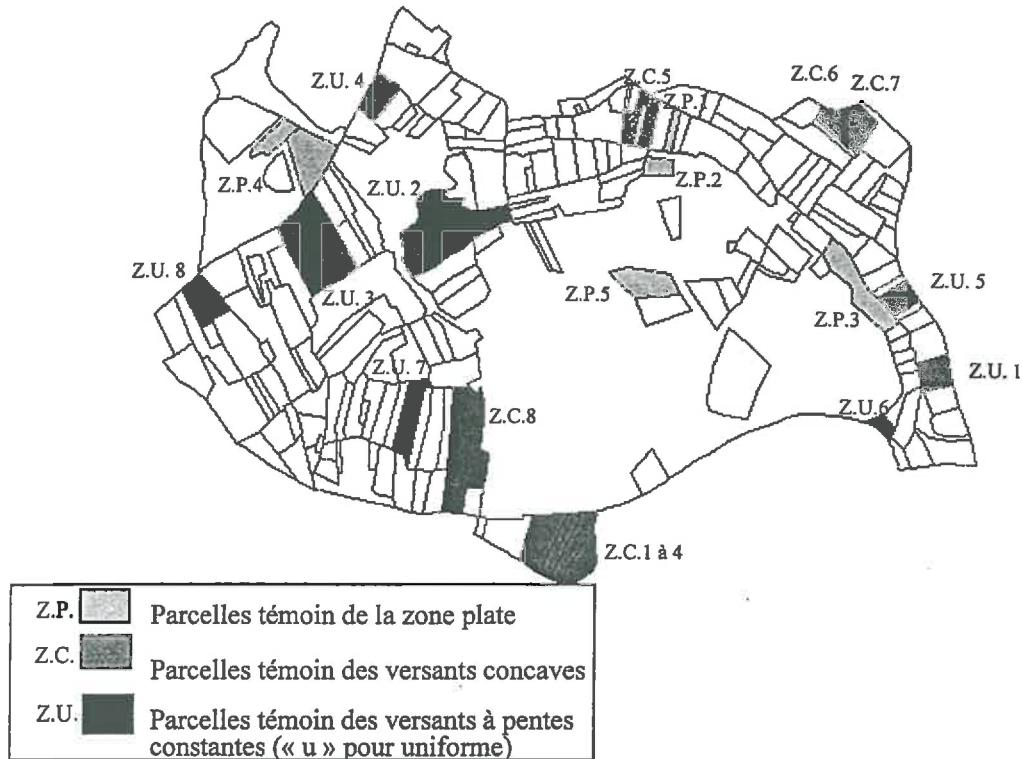 Z.U. 4
Z.C.5
Z.P. 1
Z.C.6
Z.C.7
Z.P.4
Z.U. 2
Z.P.2
Z.U. 8
Z.U. 3
Z.P.5
Z.U. 5
Z.P.3
Z.U. 7
Z.U. 1
Z.C.8
Z.U.6
Z.C.1 à 4
Z.P. Parcelles témoin de la zone plate
Z.C. Parcelles témoin des versants concaves
Z.U. Parcelles témoin des versants à pentes
constantes (« u » pour uniforme)